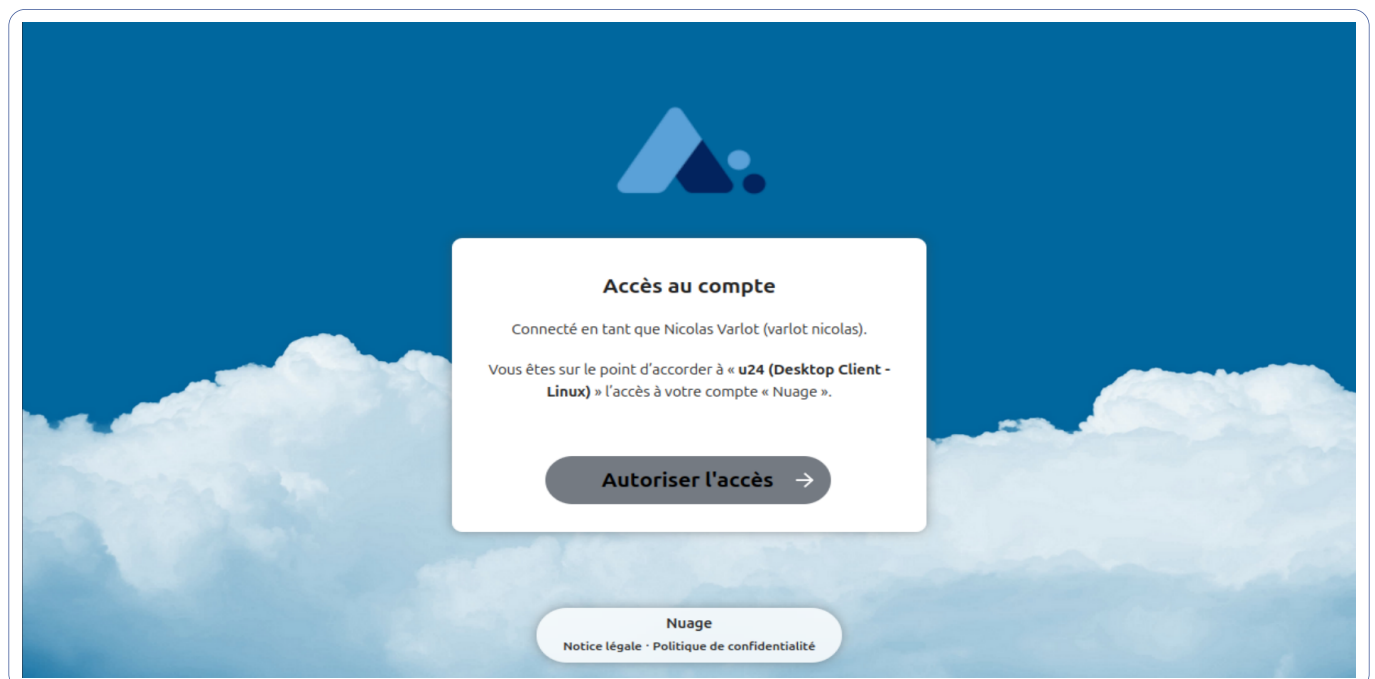 Accès au compte
Connecté en tant que Nicolas Varlot (varlot nicolas).
Vous êtes sur le point d’accorder à « u24 (Desktop Client -
Linux) » l’accès à votre compte « Nuage ».
Autoriser l'accès
Nuage
Notice légale · Politique de confidentialité